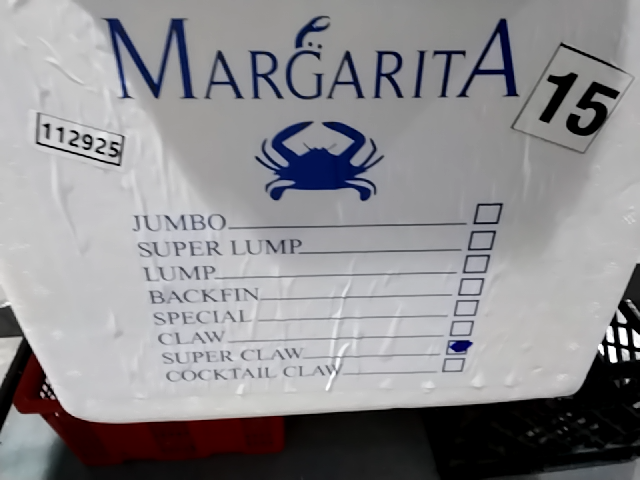 MARGARITA
15
112925
JUMBO
SUPER LUMP
LUMP
BACKFIN
SPECIAL
CLAW
SUPER CLAW
COCKTAIL CLAW